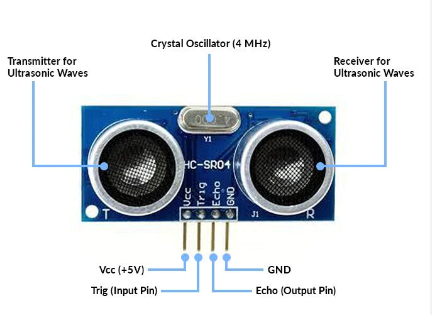 Crystal Oscillator (4 MHz)
Transmitter for
Ultrasonic Waves
Receiver for
Ultrasonic Waves
Y1
HC-SR04
Vcc
Trig
Echo
GND
T
J1
R
Vcc (+5V)
GND
Trig (Input Pin)
Echo (Output Pin)